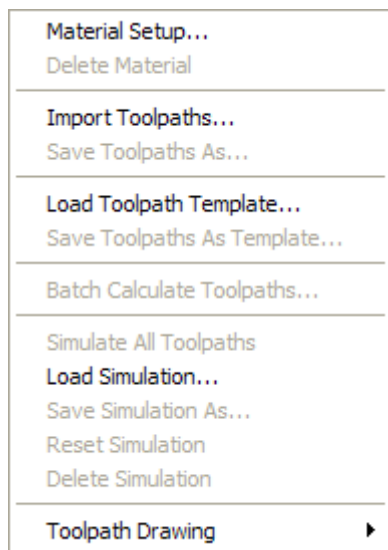 Material Setup...
Delete Material
Import Toolpaths...
Save Toolpaths As...
Load Toolpath Template...
Save Toolpaths As Template...
Batch Calculate Toolpaths...
Simulate All Toolpaths
Load Simulation...
Save Simulation As...
Reset Simulation
Delete Simulation
Toolpath Drawing